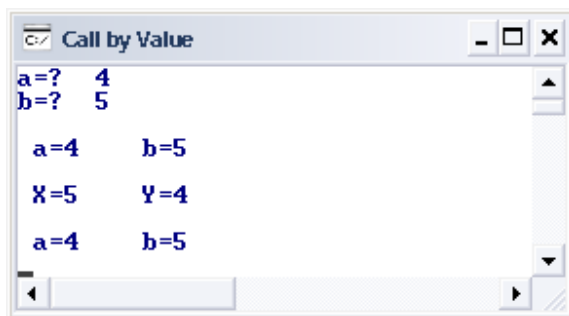 C:/ Call by Value
a=? 4
b=? 5
a=4 b=5
X=5 Y=4
a=4 b=5